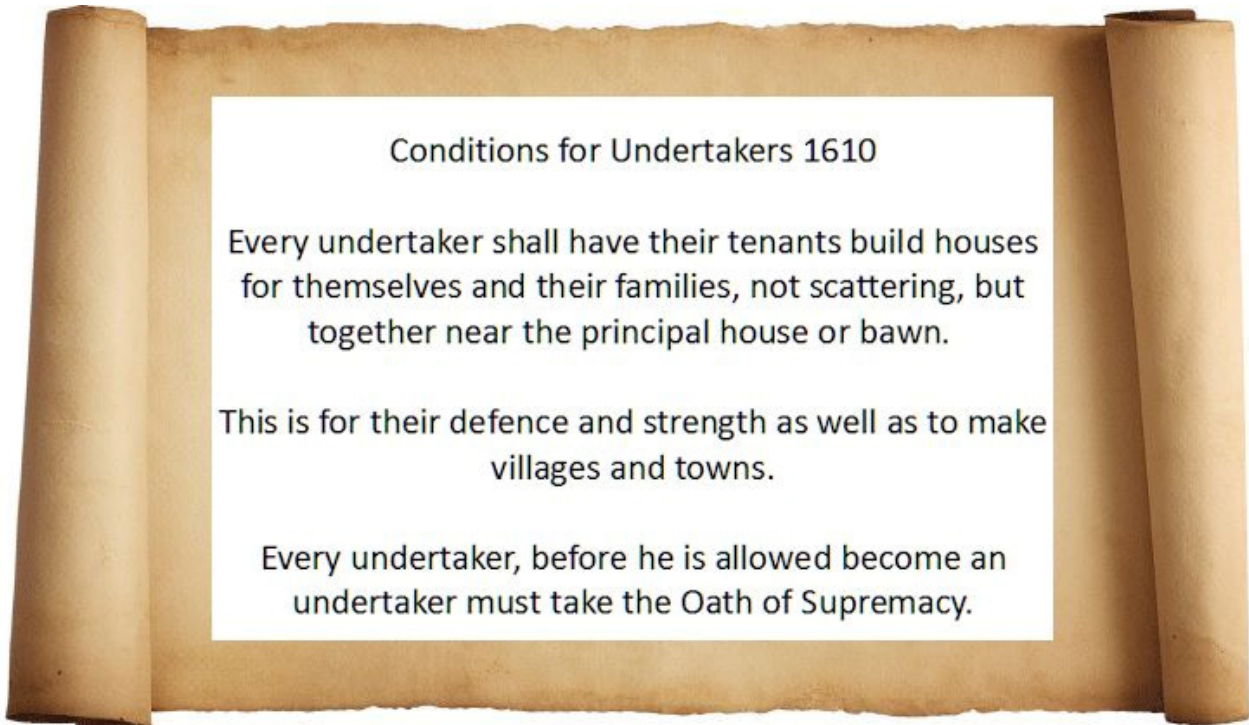 Conditions for Undertakers 1610
Every undertaker shall have their tenants build houses
for themselves and their families, not scattering, but
together near the principal house or bawn.
This is for their defence and strength as well as to make
villages and towns.
Every undertaker, before he is allowed become an
undertaker must take the Oath of Supremacy.